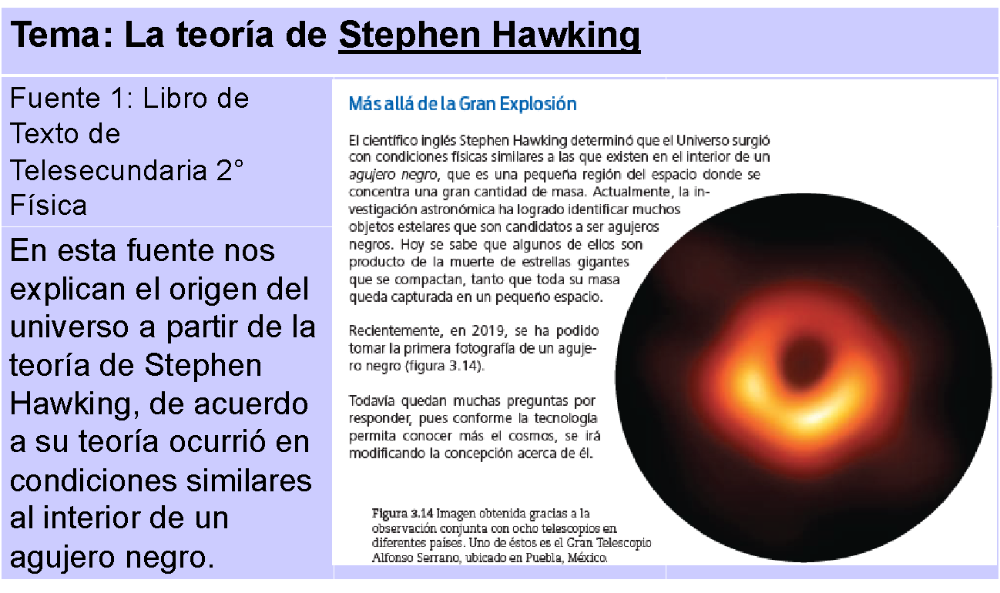 Tema: La teoría de Stephen Hawking
Fuente 1: Libro de
Texto de
Telesecundaria 2°
Física
En esta fuente nos
explican el origen del
universo a partir de la
teoría de Stephen
Hawking, de acuerdo
a su teoría ocurrió en
condiciones similares
al interior de un
agujero negro.
Más allá de la Gran Explosión
El científico inglés Stephen Hawking determinó que el Universo surgió
con condiciones físicas similares a las que existen en el interior de un
agujero negro, que es una pequeña región del espacio donde se
concentra una gran cantidad de masa. Actualmente, la in-
vestigación astronómica ha logrado identificar muchos
objetos estelares que son candidatos a ser agujeros
negros. Hoy se sabe que algunos de ellos son
producto de la muerte de estrellas gigantes
que se compactan, tanto que toda su masa
queda capturada en un pequeño espacio.
Recientemente, en 2019, se ha podido
tomar la primera fotografía de un aguje-
ro negro (figura 3.14).
Todavía quedan muchas preguntas por
responder, pues conforme la tecnología
permita conocer más el cosmos, se irá
modificando la concepción acerca de él.
Figura 3.14 Imagen obtenida gracias a la
observación conjunta con ocho telescopios en
diferentes países. Uno de éstos es el Gran Telescopio
Alfonso Serrano, ubicado en Puebla, México.